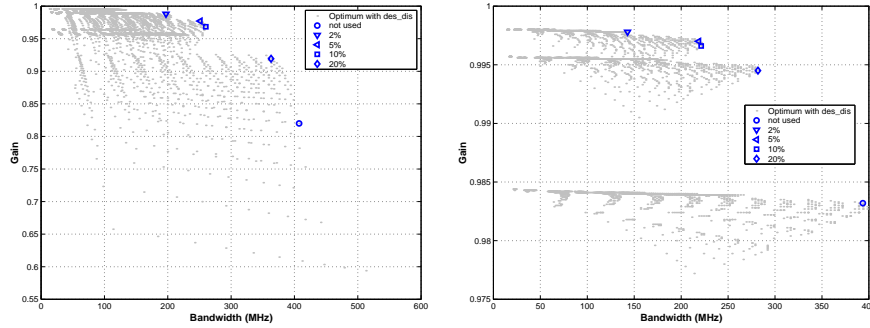 1
0.95
0.9
0.85
0.8
0.75
0.7
0.65
0.6
0.55
Gain
0 100 200 300 400 500 600
Bandwidth (MHz)
Optimum with des_dis
not used
2%
5%
10%
20%
1
0.995
0.99
0.985
0.98
0.975
Gain
0 50 100 150 200 250 300 350 400
Bandwidth (MHz)
Optimum with des_dis
not used
2%
5%
10%
20%